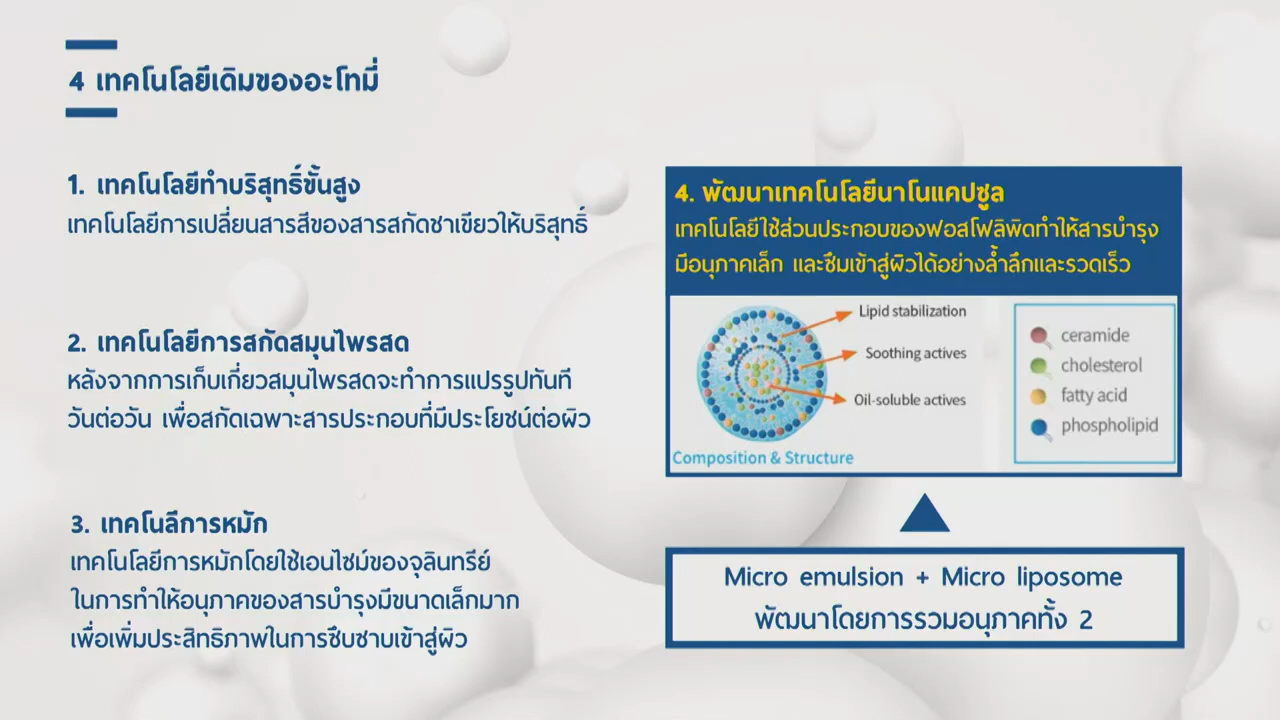 4 เทคโนโลยีเดิมของอะโทมี่
1. เทคโนโลยีทำบริสุทธิ์ขั้นสูง
เทคโนโลยีการเปลี่ยนสารสีของสารสกัดชาเขียวให้บริสุทธิ์
2. เทคโนโลยีการสกัดสมุนไพรสด
หลังจากการเก็บเกี่ยวสมุนไพรสดจะทำการแปรรูปทันที
วันต่อวัน เพื่อสกัดเฉพาะสารประกอบที่มีประโยชน์ต่อผิว
3. เทคโนลีการหมัก
เทคโนโลยีการหมักโดยใช้เอนไซม์ของจุลินทรีย์
ในการทำให้อนุภาคของสารบำรุงมีขนาดเล็กมาก
เพื่อเพิ่มประสิทธิภาพในการซึบซาบเข้าสู่ผิว
4. พัฒนาเทคโนโลยีนาโนแคปซูล
เทคโนโลยีใช้ส่วนประกอบของฟอสโฟลิพิดทำให้สารบำรุง
มีอนุภาคเล็ก และซึมเข้าสู่ผิวได้อย่างล้ำลึกและรวดเร็ว
Lipid stabilization
Soothing actives
Oil-soluble actives
Composition & Structure
ceramide
cholesterol
fatty acid
phospholipid
Micro emulsion + Micro liposome
พัฒนาโดยการรวมอนุภาคทั้ง 2